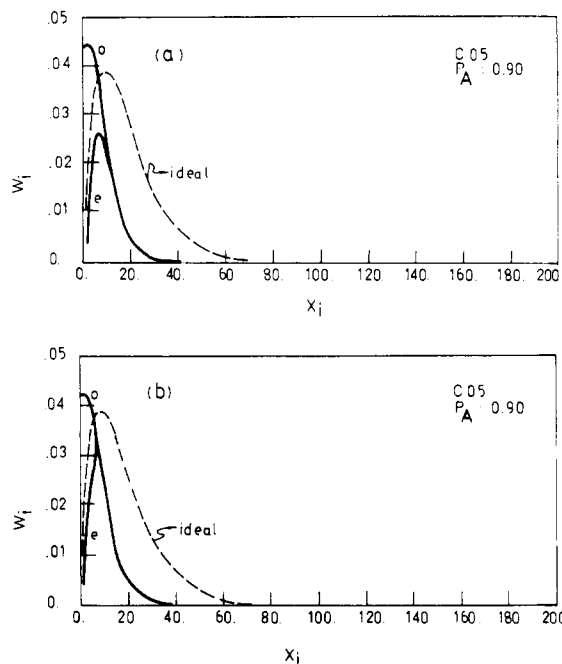 .05
(a)
C 05
P_A : 0.90
o
.04
.03
ideal
.02
W_i
e
.01
0.
0. 20. 40. 60. 80. 100. 120. 140. 160. 180. 200
X_i
.05
(b)
C 05
P_A : 0.90
o
.04
.03
.02
ideal
W_i
e
.01
0.
0. 20. 40. 60. 80. 100. 120. 140. 160. 180. 200
X_i